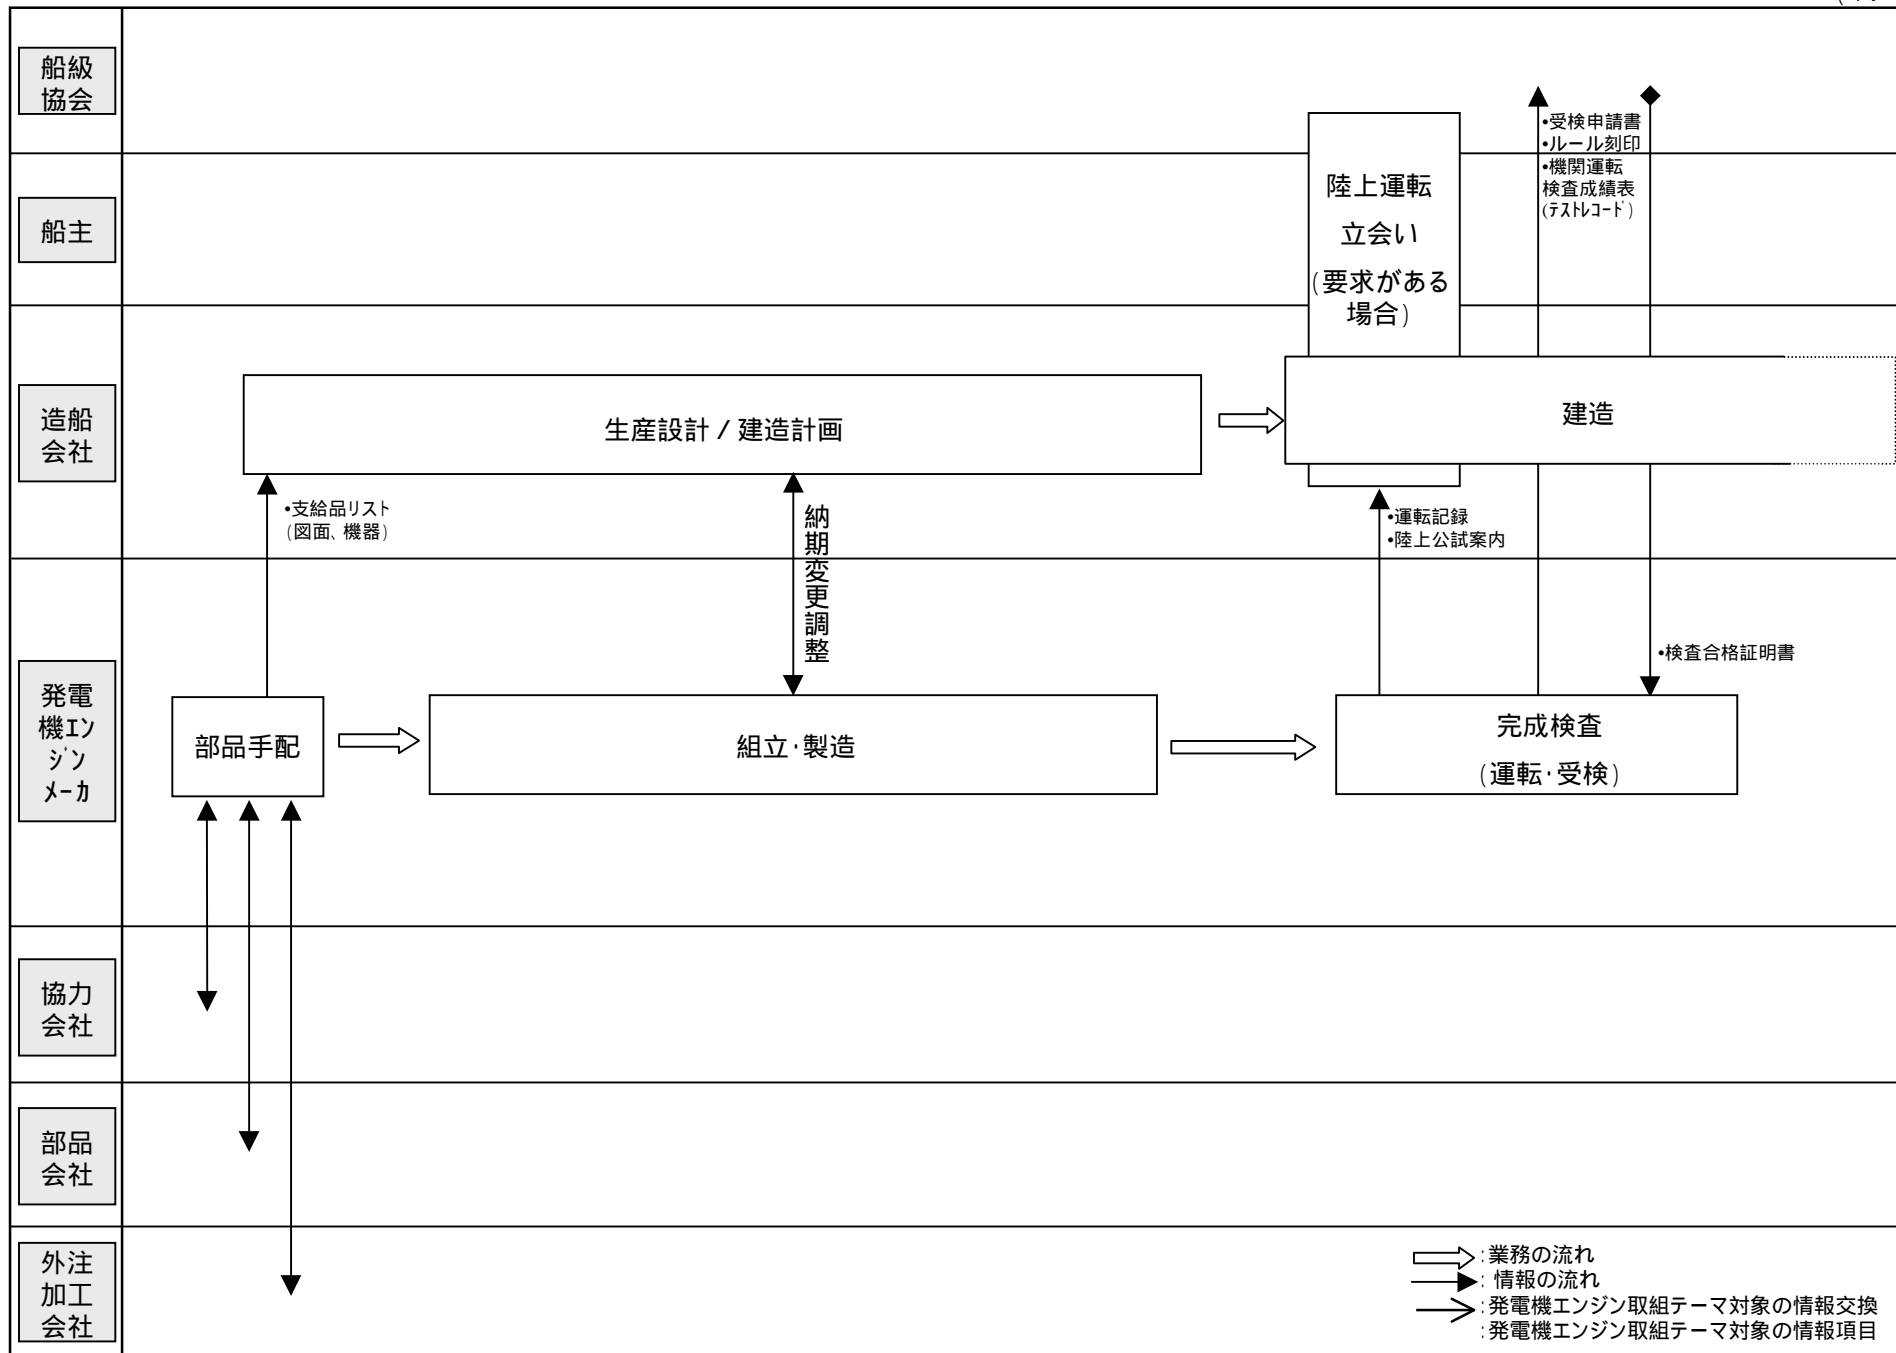 船級
協会
船主
造船
会社
発電
機エン
ジン
メーカ
協力
会社
部品
会社
外注
加工
会社
陸上運転
立会い
(要求がある
場合)
•受検申請書
•ルール刻印
•機関運転
検査成績表
(テストレコード)
生産設計 / 建造計画
建造
•支給品リスト
(図面、機器)
納期変更調整
•運転記録
•陸上公試案内
•検査合格証明書
部品手配
組立・製造
完成検査
(運転・受検)
:業務の流れ
: 情報の流れ
:発電機エンジン取組テーマ対象の情報交換
:発電機エンジン取組テーマ対象の情報項目